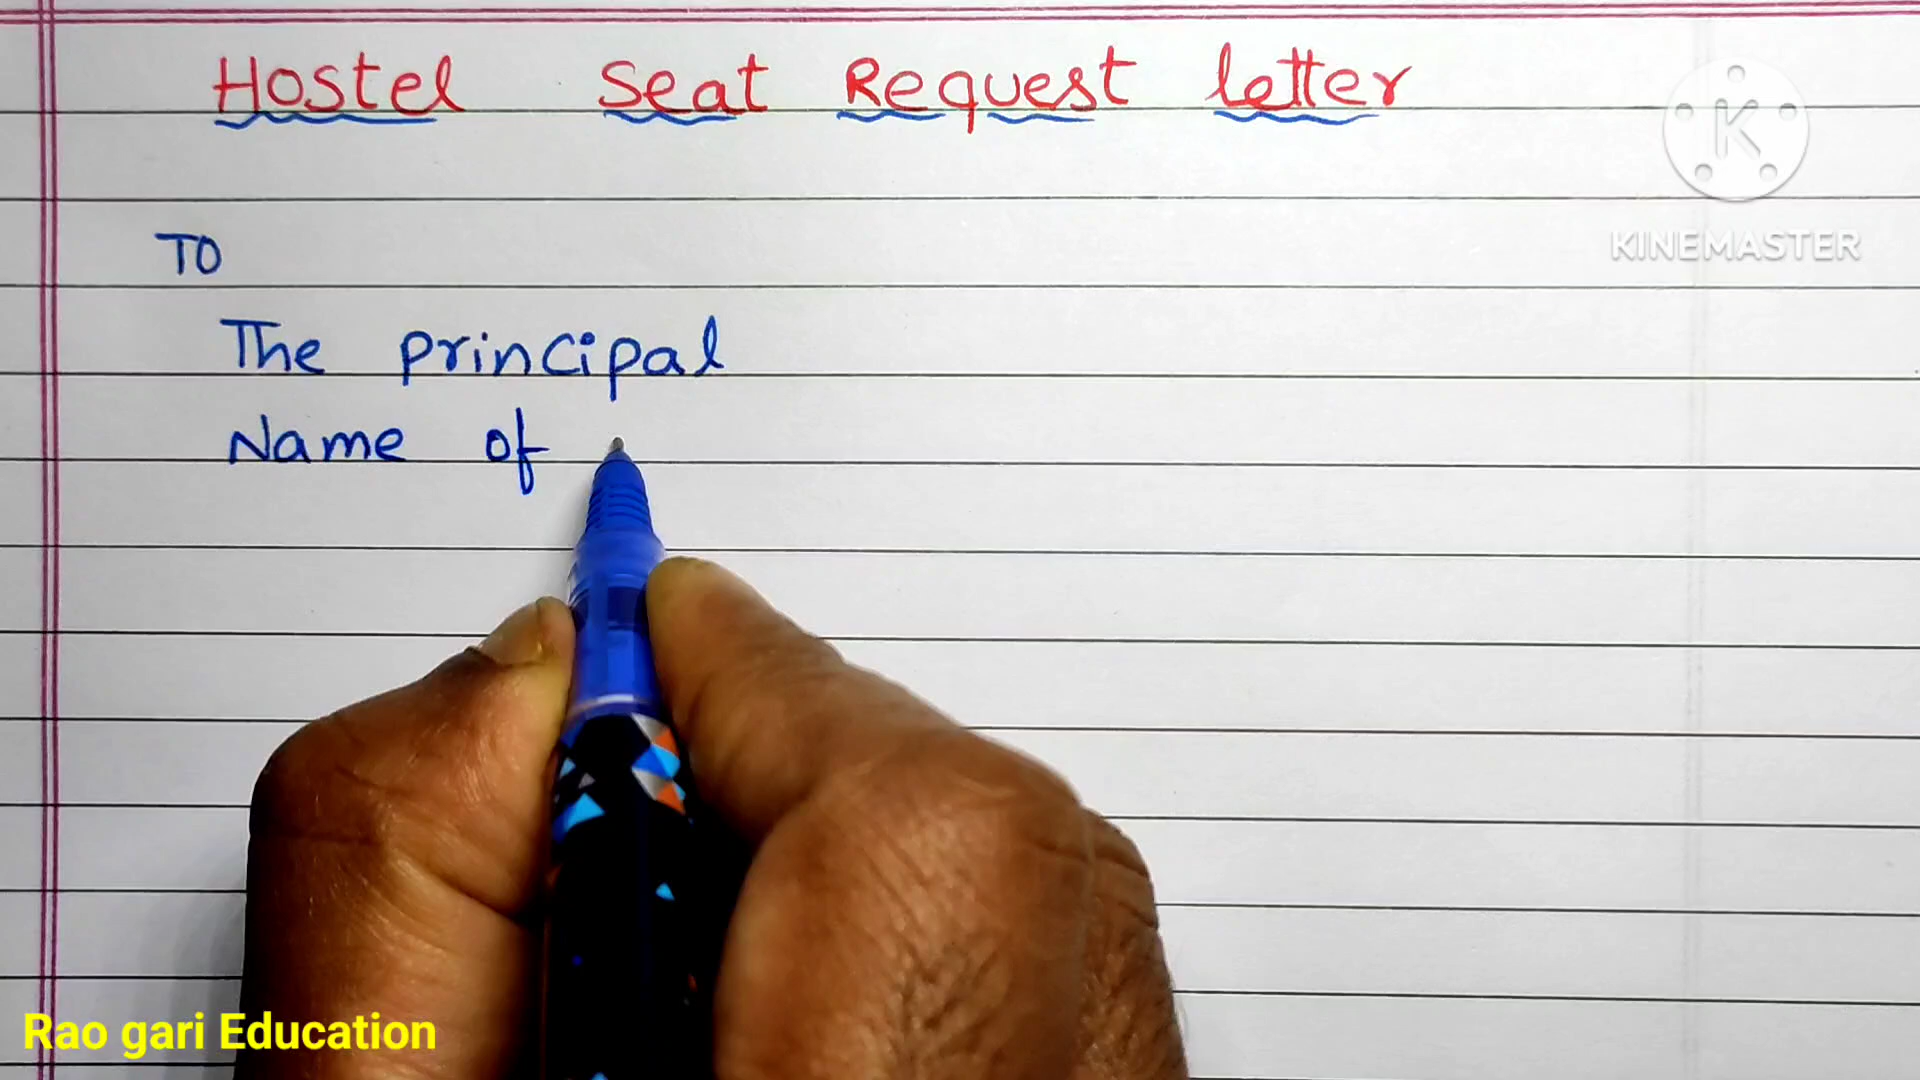 Hostel Seat Request letter
K
KINEMASTER
TO
The principal
Name of
Rao gari Education